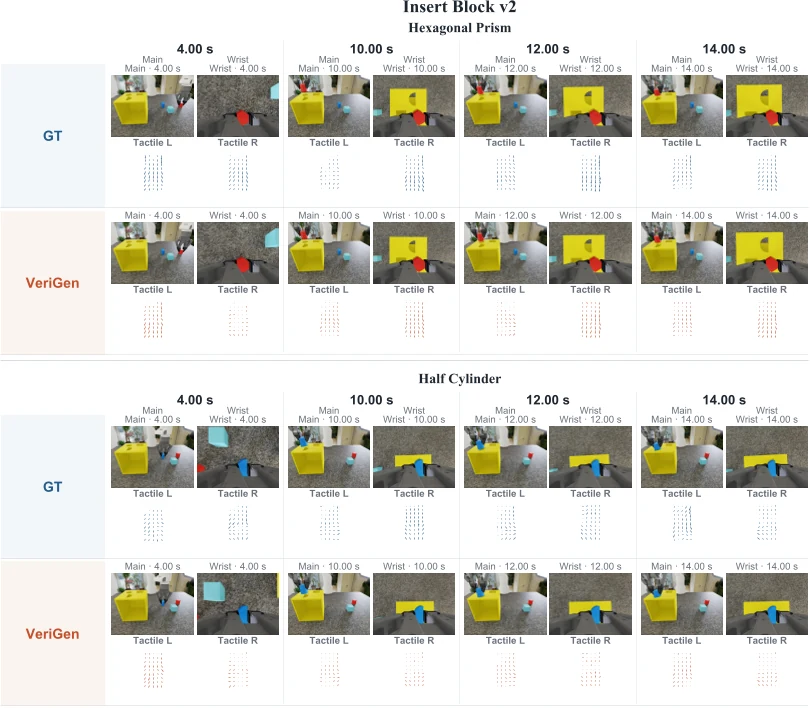 Insert Block v2
Hexagonal Prism
4.00 s 10.00 s 12.00 s 14.00 s
Main Wrist Main Wrist Main Wrist Main Wrist
Main · 4.00 s Wrist · 4.00 s Main · 10.00 s Wrist · 10.00 s Main · 12.00 s Wrist · 12.00 s Main · 14.00 s Wrist · 14.00 s
GT
Tactile L Tactile R Tactile L Tactile R Tactile L Tactile R Tactile L Tactile R
Main · 4.00 s Wrist · 4.00 s Main · 10.00 s Wrist · 10.00 s Main · 12.00 s Wrist · 12.00 s Main · 14.00 s Wrist · 14.00 s
VeriGen
Tactile L Tactile R Tactile L Tactile R Tactile L Tactile R Tactile L Tactile R
Half Cylinder
4.00 s 10.00 s 12.00 s 14.00 s
Main Wrist Main Wrist Main Wrist Main Wrist
Main · 4.00 s Wrist · 4.00 s Main · 10.00 s Wrist · 10.00 s Main · 12.00 s Wrist · 12.00 s Main · 14.00 s Wrist · 14.00 s
GT
Tactile L Tactile R Tactile L Tactile R Tactile L Tactile R Tactile L Tactile R
Main · 4.00 s Wrist · 4.00 s Main · 10.00 s Wrist · 10.00 s Main · 12.00 s Wrist · 12.00 s Main · 14.00 s Wrist · 14.00 s
VeriGen
Tactile L Tactile R Tactile L Tactile R Tactile L Tactile R Tactile L Tactile R